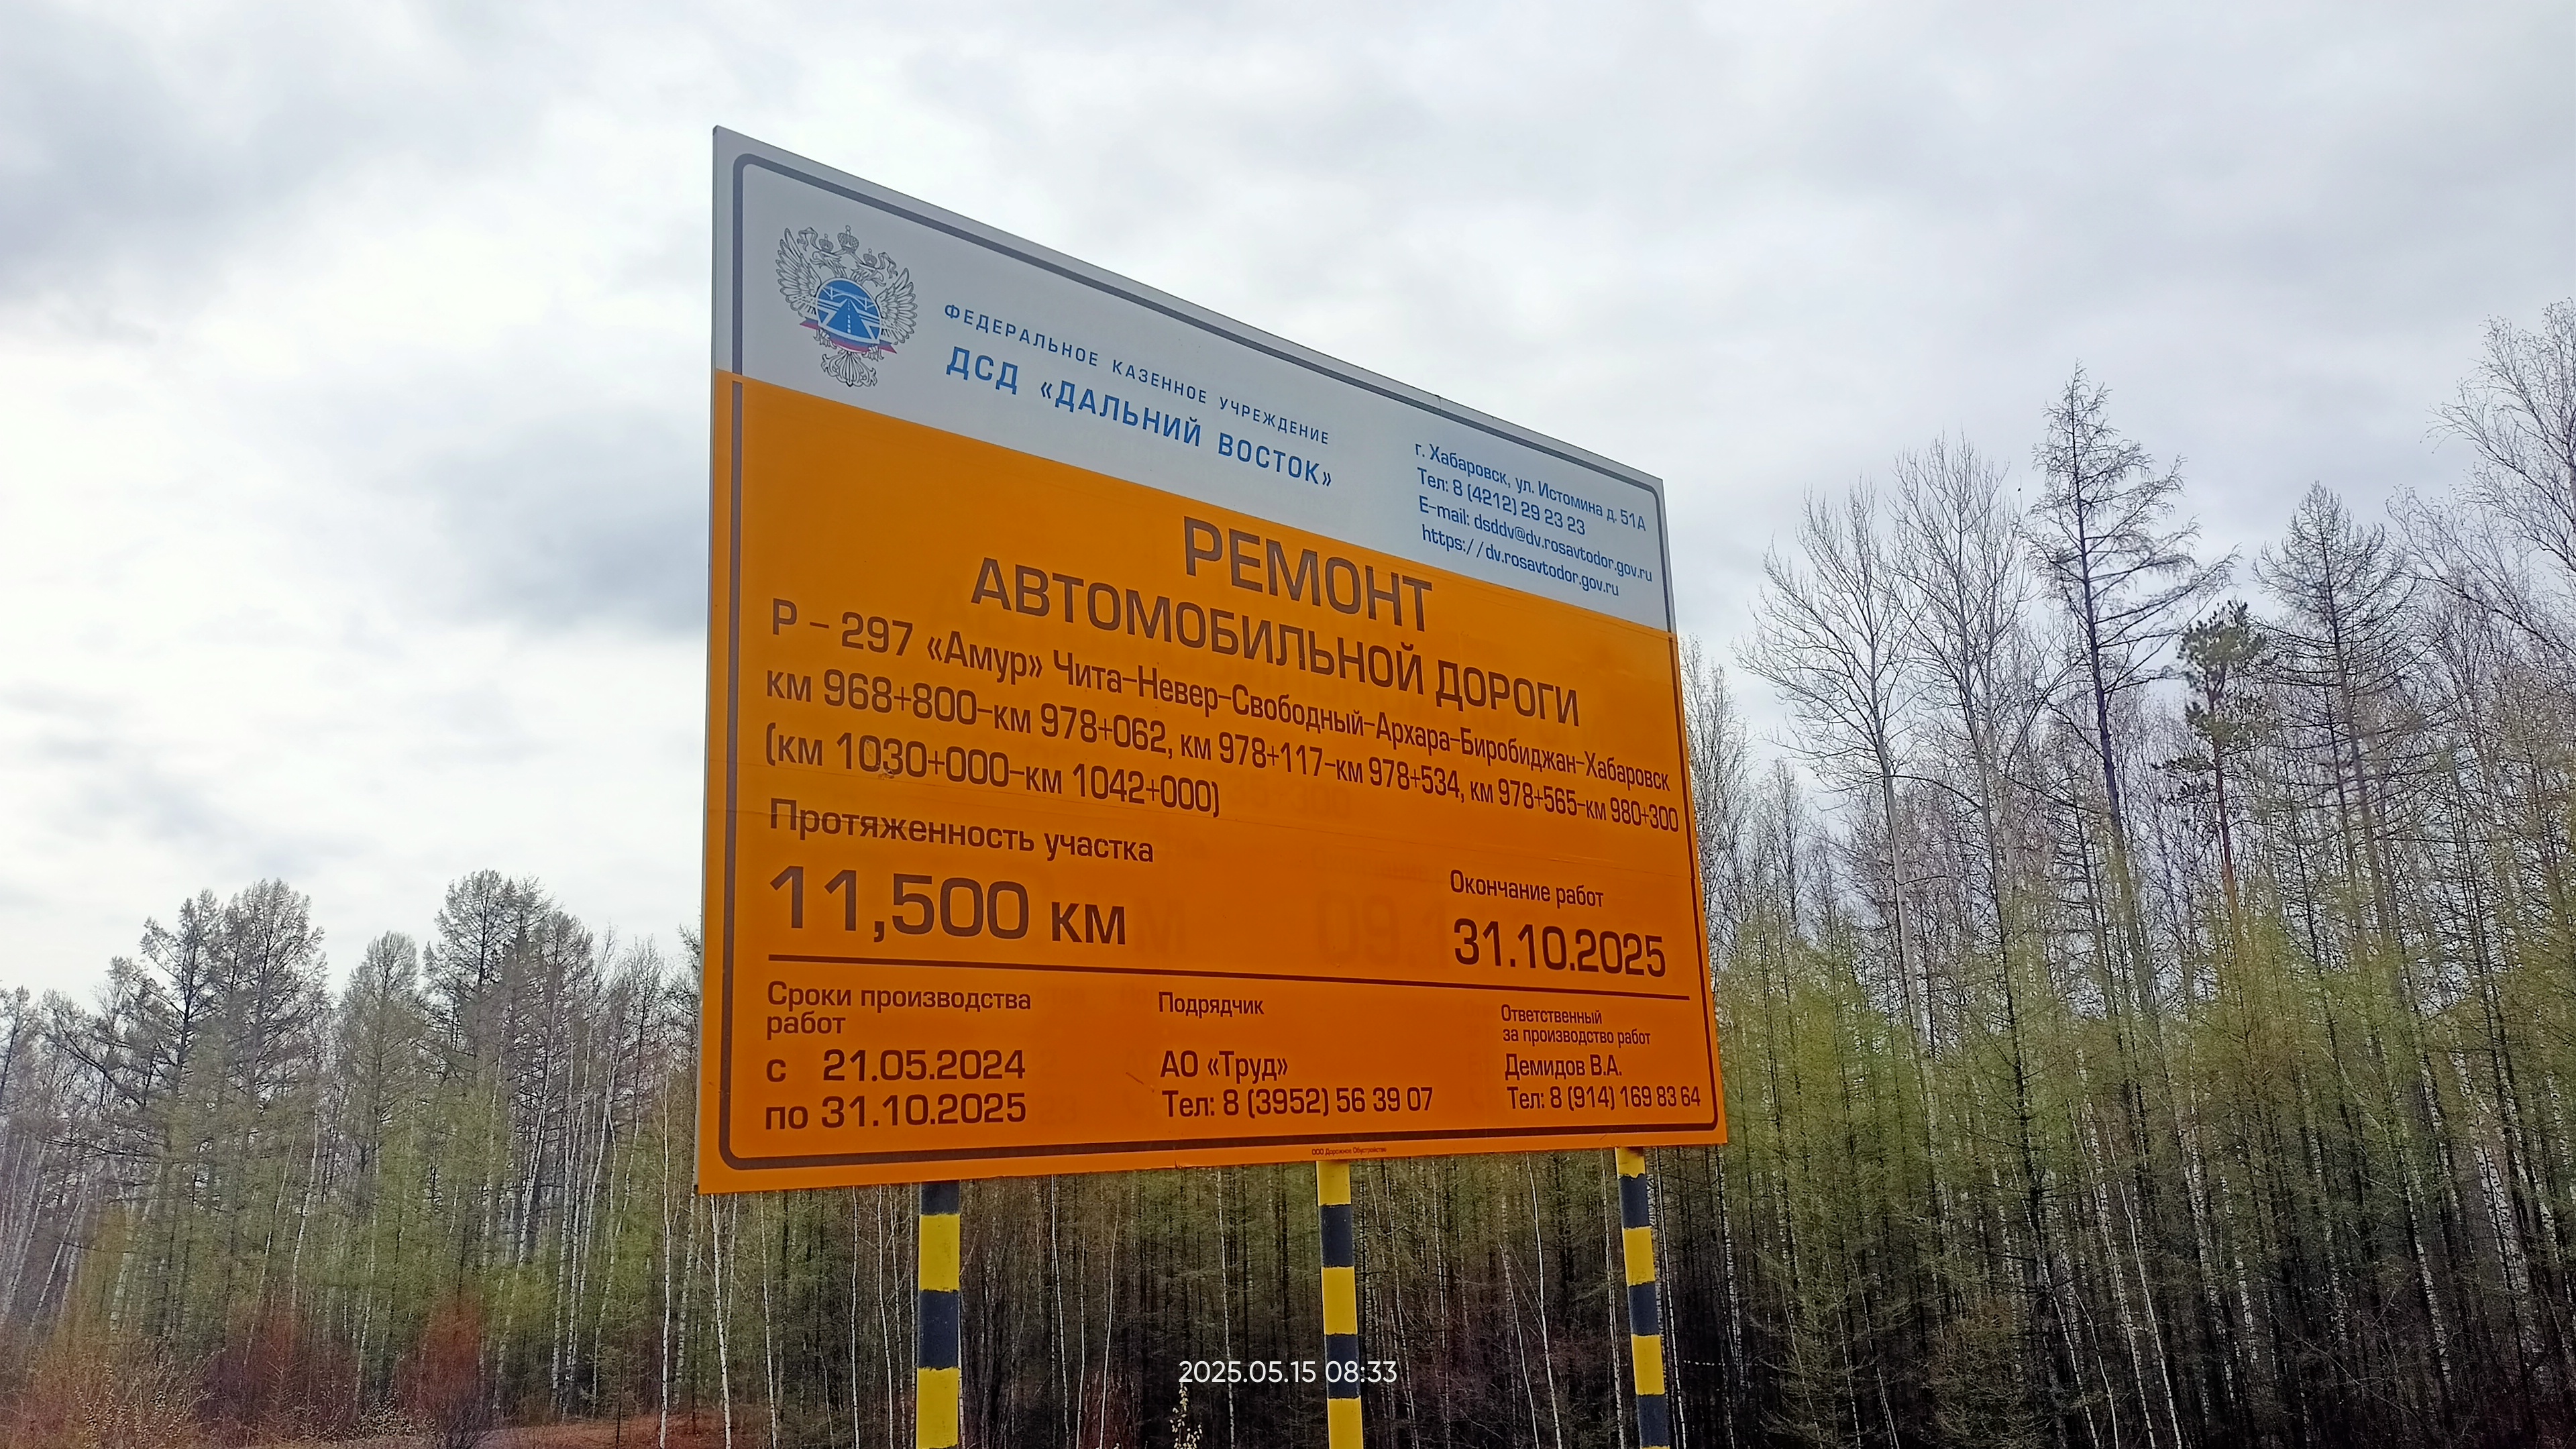 ФЕДЕРАЛЬНОЕ КАЗЕННОЕ УЧРЕЖДЕНИЕ
ДСД «ДАЛЬНИЙ ВОСТОК»
г. Хабаровск, ул. Истомина д. 51А
Тел: 8 (4212) 29 23 23
E-mail: dsddv@dv.rosavtodor.gov.ru
https://dv.rosavtodor.gov.ru
РЕМОНТ
АВТОМОБИЛЬНОЙ ДОРОГИ
Р – 297 «Амур» Чита-Невер-Свободный-Архара-Биробиджан-Хабаровск
км 968+800-км 978+062, км 978+117-км 978+534, км 978+565-км 980+300
(км 1030+000-км 1042+000)
Протяженность участка
11,500 км
Окончание работ
31.10.2025
Сроки производства
работ
с 21.05.2024
по 31.10.2025
Подрядчик
АО «Труд»
Тел: 8 (3952) 56 39 07
Ответственный
за производство работ
Демидов В.А.
Тел: 8 (914) 169 83 64
ООО Дорожное Обустройство
2025.05.15 08:33